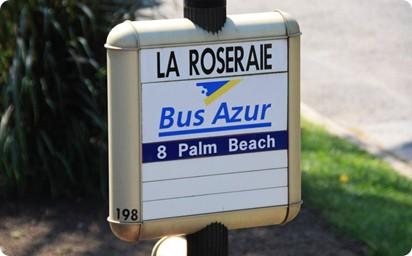 LA ROSERAIE
Bus Azur
8 Palm Beach
198